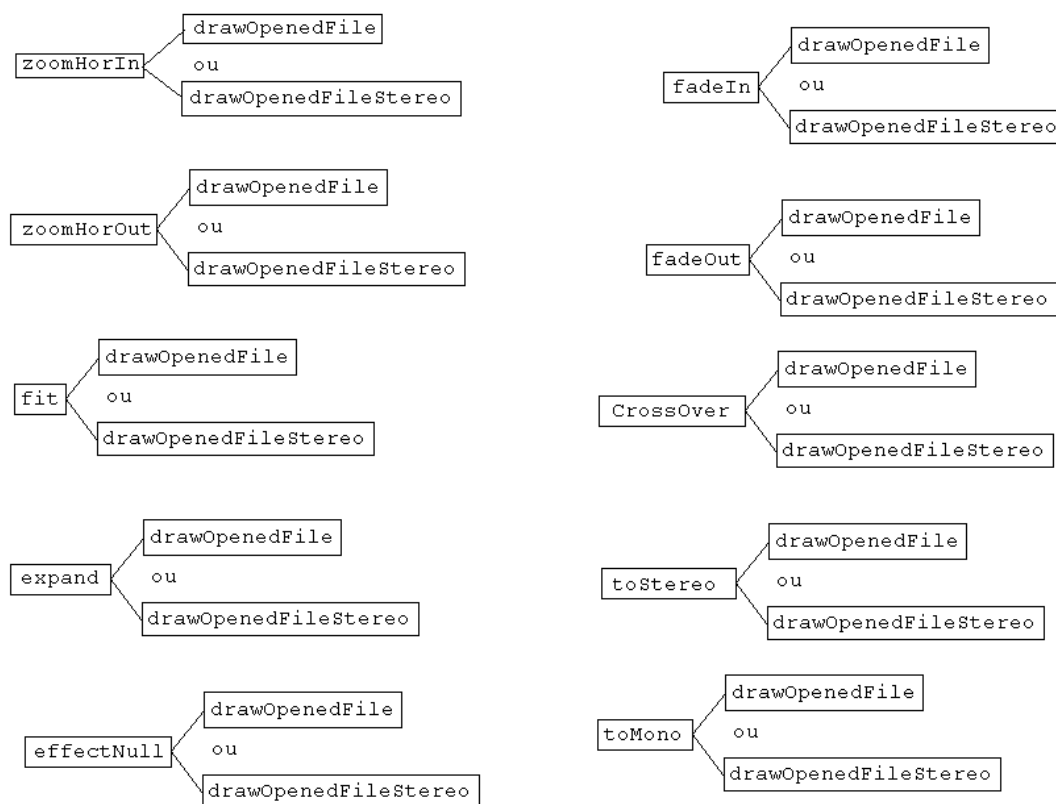 drawOpenedFile
zoomHorIn
ou
drawOpenedFileStereo
drawOpenedFile
zoomHorOut
ou
drawOpenedFileStereo
drawOpenedFile
fit
ou
drawOpenedFileStereo
drawOpenedFile
expand
ou
drawOpenedFileStereo
drawOpenedFile
effectNull
ou
drawOpenedFileStereo
drawOpenedFile
fadeIn
ou
drawOpenedFileStereo
drawOpenedFile
fadeOut
ou
drawOpenedFileStereo
drawOpenedFile
CrossOver
ou
drawOpenedFileStereo
drawOpenedFile
toStereo
ou
drawOpenedFileStereo
drawOpenedFile
toMono
ou
drawOpenedFileStereo